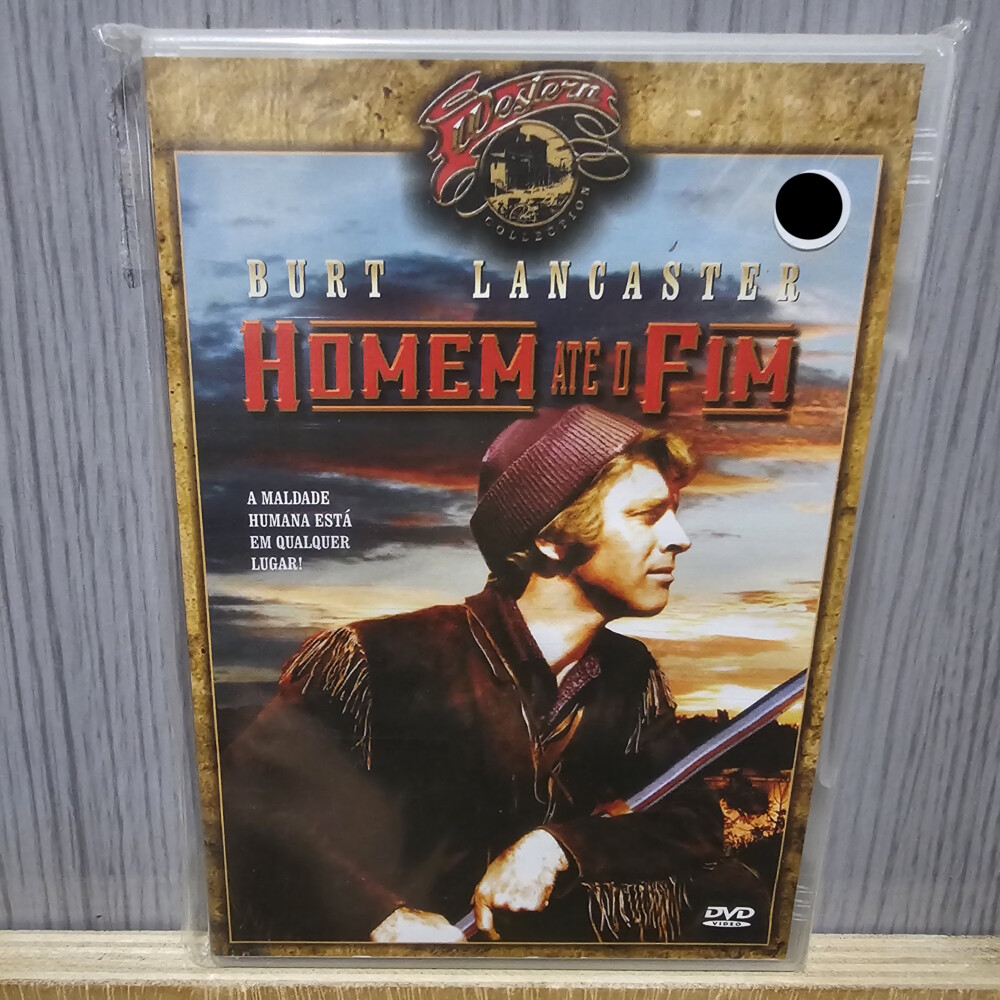 Western
COLLECTION
BURT LANCASTER
HOMEM ATÉ O FIM
A MALDADE
HUMANA ESTÁ
EM QUALQUER
LUGAR!
DVD
VIDEO